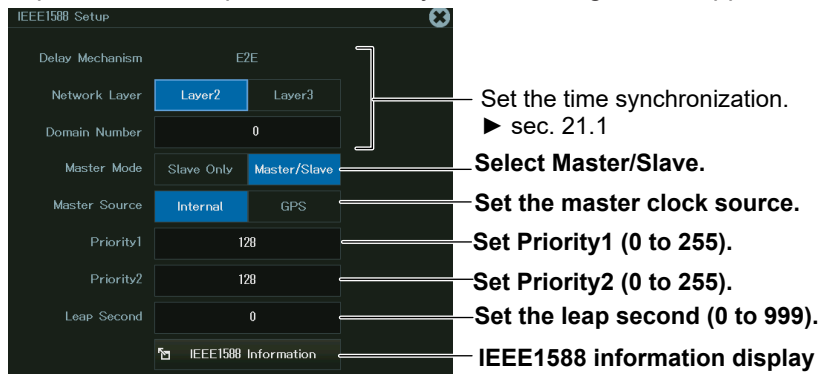 IEEE1588 Setup
Delay Mechanism E2E
Network Layer Layer2 Layer3
Set the time synchronization.
► sec. 21.1
Domain Number 0
Master Mode Slave Only Master/Slave Select Master/Slave.
Master Source Internal GPS Set the master clock source.
Priority1 128 Set Priority1 (0 to 255).
Priority2 128 Set Priority2 (0 to 255).
Leap Second 0 Set the leap second (0 to 999).
IEEE1588 Information IEEE1588 information display